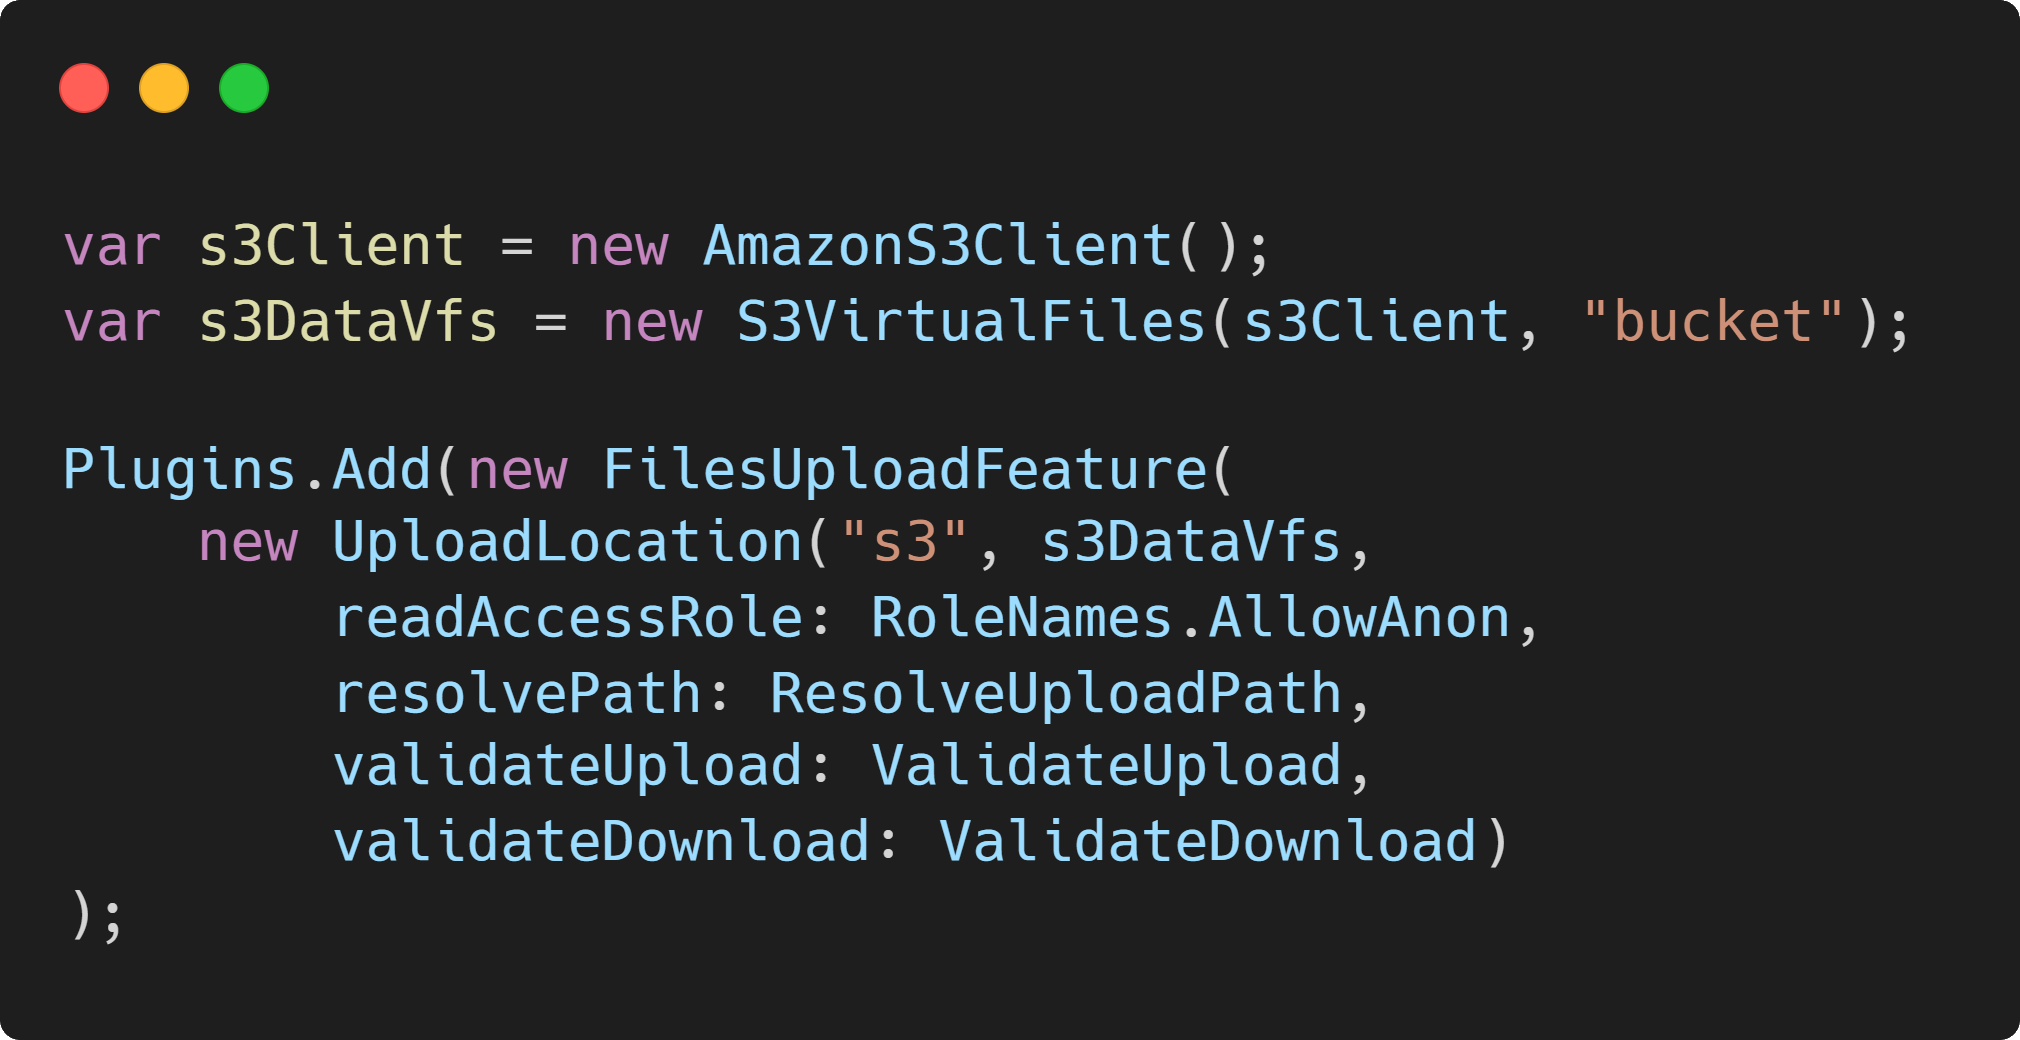 var s3Client = new AmazonS3Client();
var s3DataVfs = new S3VirtualFiles(s3Client, "bucket");

Plugins.Add(new FilesUploadFeature(
    new UploadLocation("s3", s3DataVfs,
        readAccessRole: RoleNames.AllowAnon,
        resolvePath: ResolveUploadPath,
        validateUpload: ValidateUpload,
        validateDownload: ValidateDownload)
);